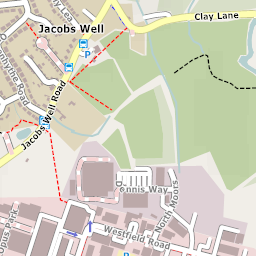 Clay Lane
Jacobs Well
Jacobs Well Road
Dennis Way
North Moors
Westfield Road
P
P